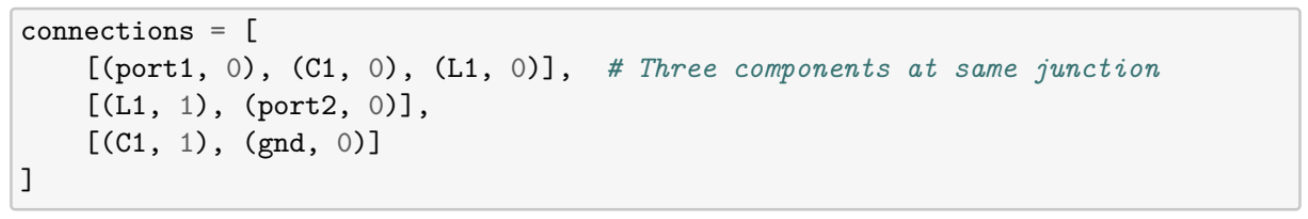 connections = [
    [(port1, 0), (C1, 0), (L1, 0)],  # Three components at same junction
    [(L1, 1), (port2, 0)],
    [(C1, 1), (gnd, 0)]
]